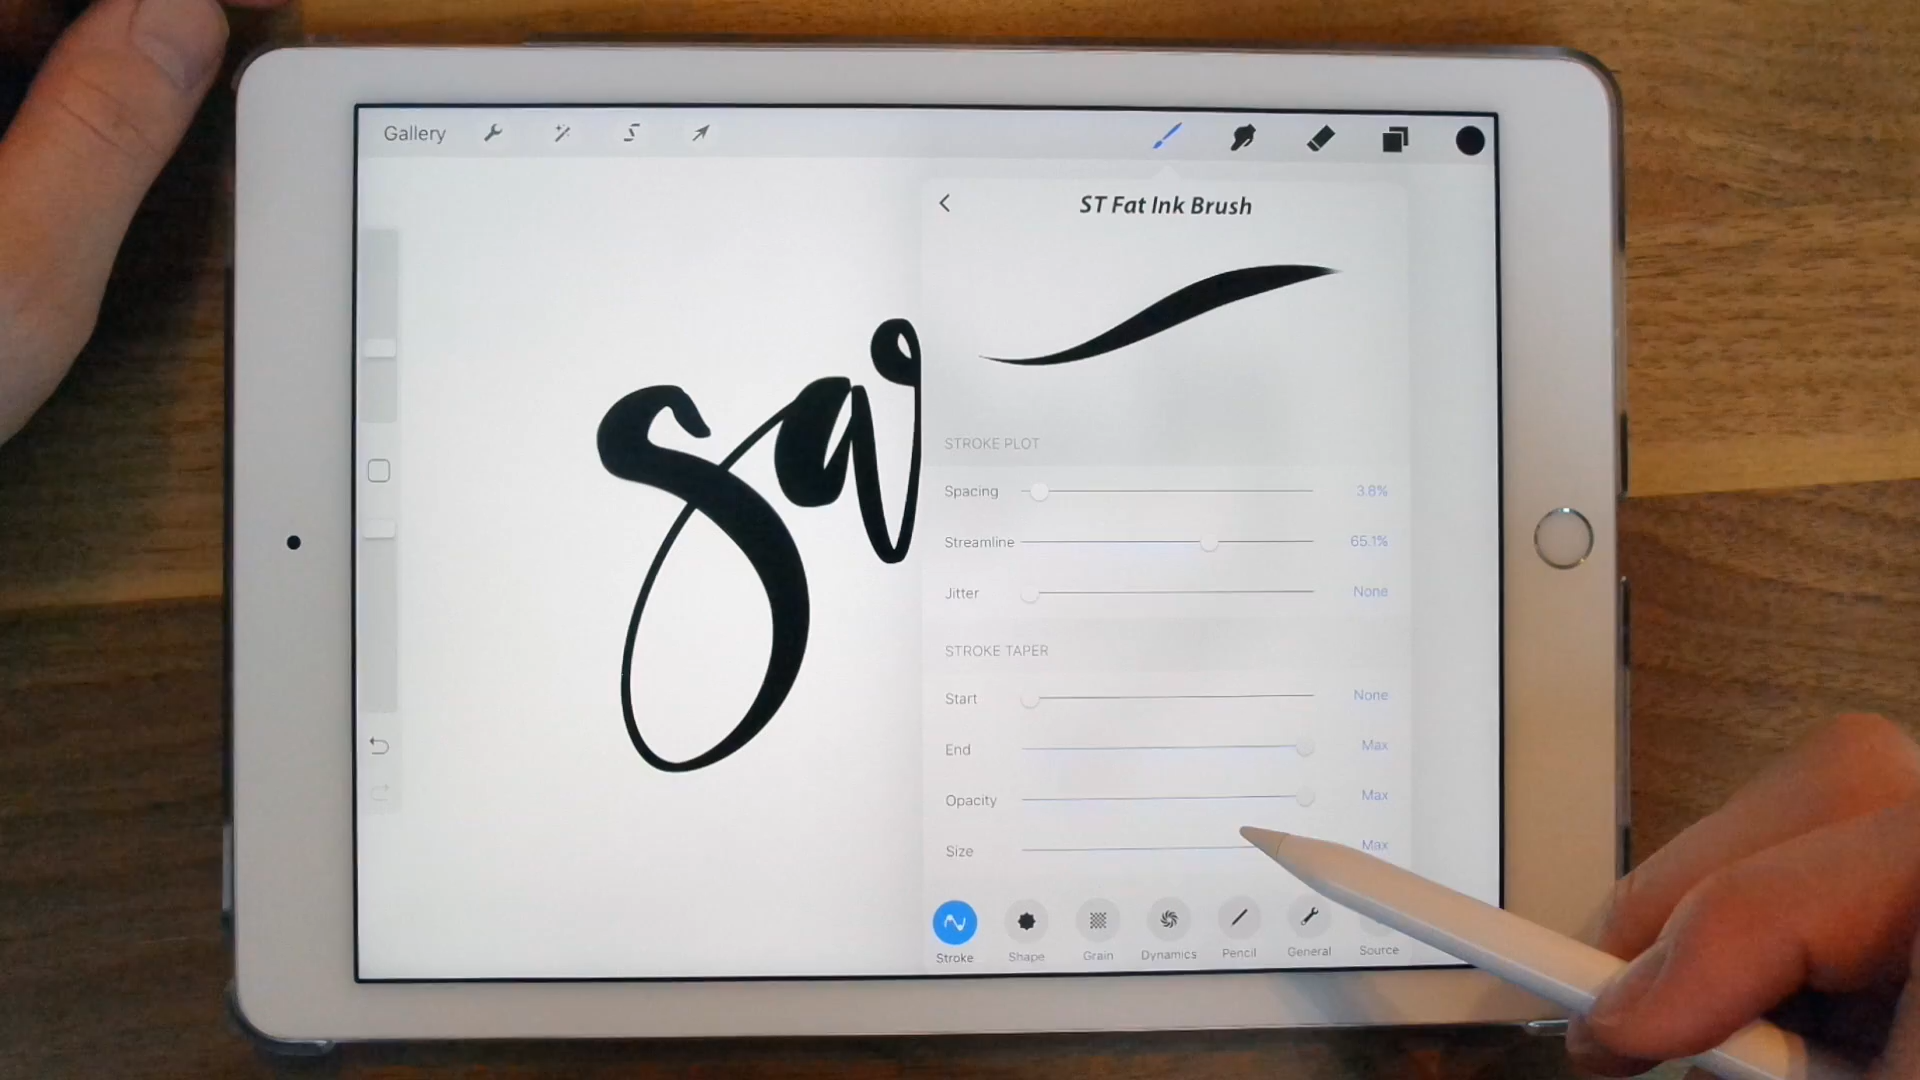 Gallery
ST Fat Ink Brush
sa
STROKE PLOT
Spacing 3.8%
Streamline 65.1%
Jitter None
STROKE TAPER
Start None
End Max
Opacity Max
Size Max
Stroke Shape Grain Dynamics Pencil General Source